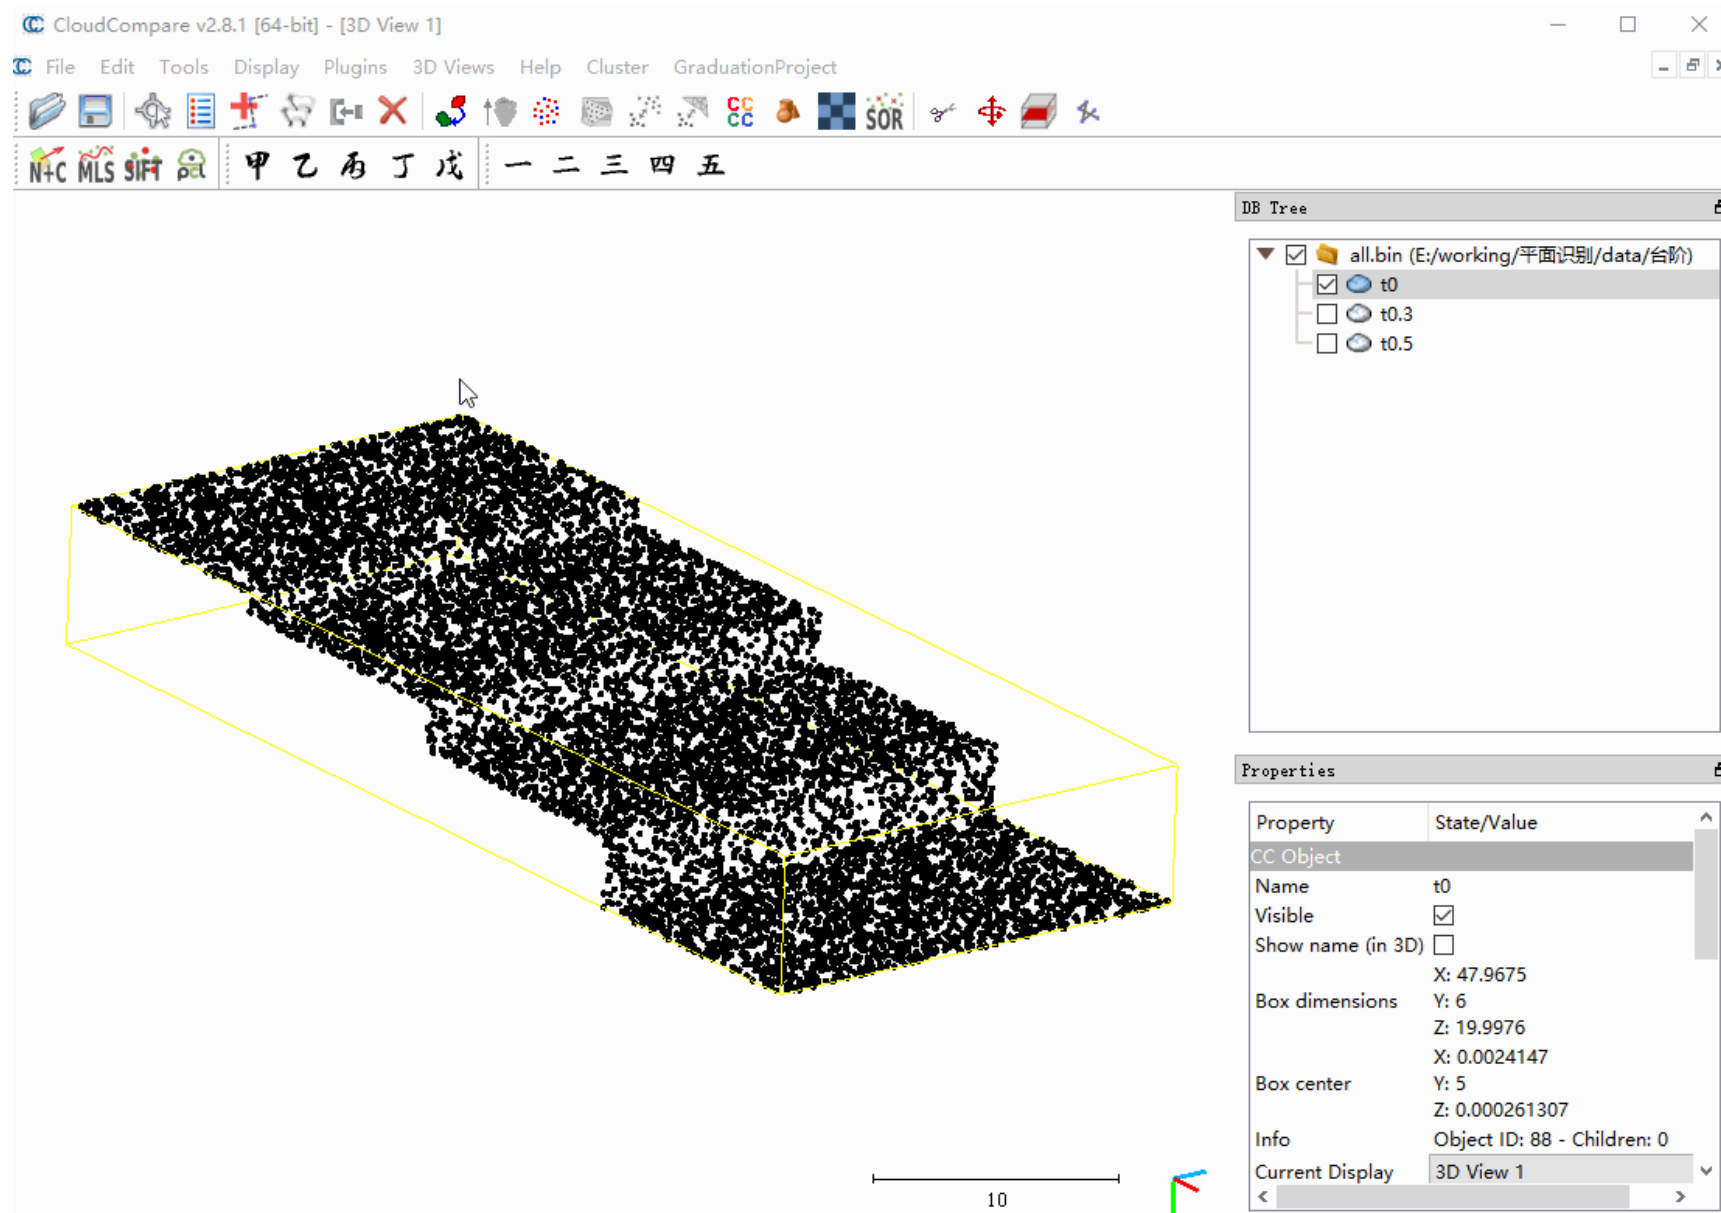 CloudCompare v2.8.1 [64-bit] - [3D View 1]
File Edit Tools Display Plugins 3D Views Help Cluster GraduationProject
CC CC SOR
N+C MLS SIFT pcl 甲 乙 丙 丁 戊 一 二 三 四 五
DB Tree
all.bin (E:/working/平面识别/data/台阶)
t0
t0.3
t0.5
Properties
Property State/Value
CC Object
Name t0
Visible
Show name (in 3D)
X: 47.9675
Box dimensions Y: 6
Z: 19.9976
X: 0.0024147
Box center Y: 5
Z: 0.000261307
Info Object ID: 88 - Children: 0
Current Display 3D View 1
10